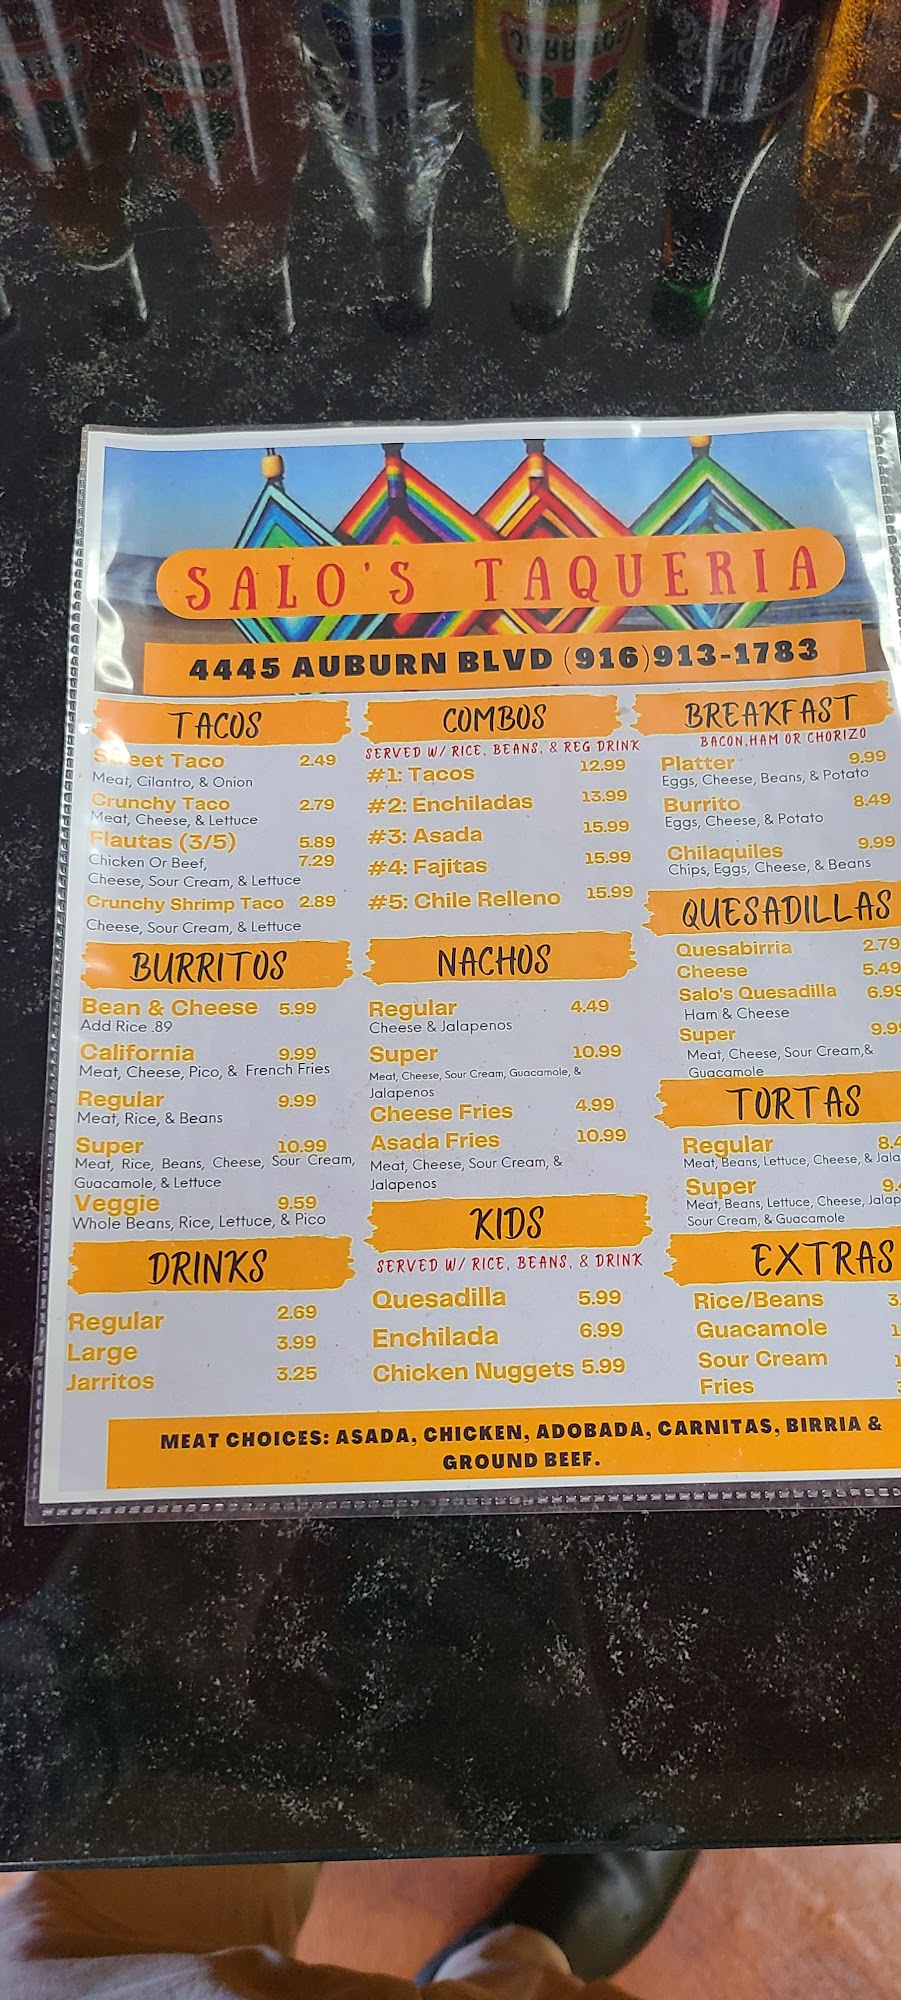 SALO'S TAQUERIA
4445 AUBURN BLVD (916)913-1783
TACOS
Street Taco 2.49
Meat, Cilantro, & Onion
Crunchy Taco 2.79
Meat, Cheese, & Lettuce
Flautas (3/5) 5.89
Chicken Or Beef, 7.29
Cheese, Sour Cream, & Lettuce
Crunchy Shrimp Taco 2.89
Cheese, Sour Cream, & Lettuce
BURRITOS
Bean & Cheese 5.99
Add Rice .89
California 9.99
Meat, Cheese, Pico, & French Fries
Regular 9.99
Meat, Rice, & Beans
Super 10.99
Meat, Rice, Beans, Cheese, Sour Cream,
Guacamole, & Lettuce
Veggie 9.59
Whole Beans, Rice, Lettuce, & Pico
DRINKS
Regular 2.69
Large 3.99
Jarritos 3.25
COMBOS
SERVED W/ RICE, BEANS, & REG DRINK
#1: Tacos 12.99
#2: Enchiladas 13.99
#3: Asada 15.99
#4: Fajitas 15.99
#5: Chile Relleno 15.99
NACHOS
Regular 4.49
Cheese & Jalapenos
Super 10.99
Meat, Cheese, Sour Cream, Guacamole, &
Jalapenos
Cheese Fries 4.99
Asada Fries 10.99
Meat, Cheese, Sour Cream, &
Jalapenos
KIDS
SERVED W/ RICE, BEANS, & DRINK
Quesadilla 5.99
Enchilada 6.99
Chicken Nuggets 5.99
BREAKFAST
BACON,HAM OR CHORIZO
Platter 9.99
Eggs, Cheese, Beans, & Potato
Burrito 8.49
Eggs, Cheese, & Potato
Chilaquiles 9.99
Chips, Eggs, Cheese, & Beans
QUESADILLAS
Quesabirria 2.79
Cheese 5.49
Salo's Quesadilla 6.99
Ham & Cheese
Super 9.9
Meat, Cheese, Sour Cream,&
Guacamole
TORTAS
Regular 8.4
Meat, Beans, Lettuce, Cheese, & Jala
Super 9.
Meat, Beans, Lettuce, Cheese, Jalap
Sour Cream, & Guacamole
EXTRAS
Rice/Beans 3.
Guacamole
Sour Cream
Fries
MEAT CHOICES: ASADA, CHICKEN, ADOBADA, CARNITAS, BIRRIA &
GROUND BEEF.